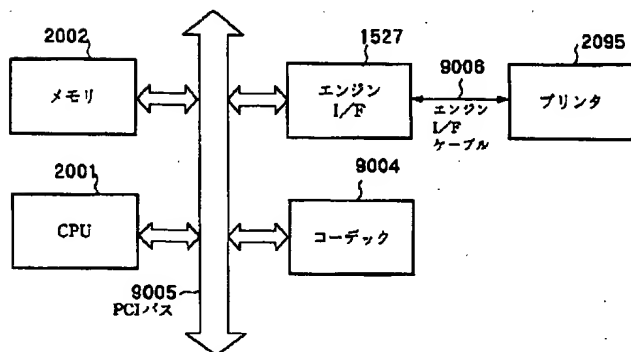 2002
メモリ
1527
エンジン
I/F
9006
エンジン
I/F
ケーブル
2095
プリンタ
2001
CPU
9004
コーデック
9005
PCIバス